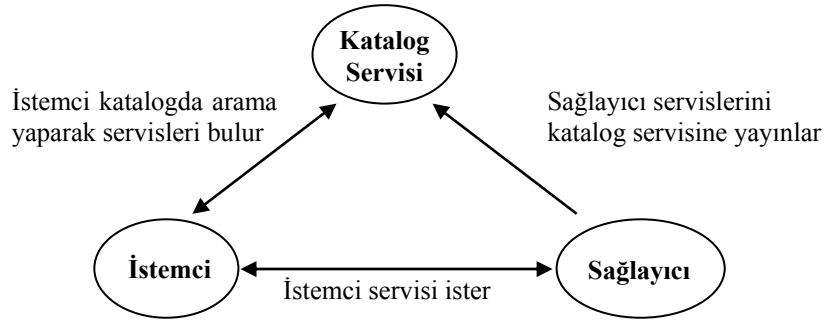 Katalog
Servisi
İstemci katalogda arama
yaparak servisleri bulur
Sağlayıcı servislerini
katalog servisine yayınlar
İstemci
Sağlayıcı
İstemci servisi ister